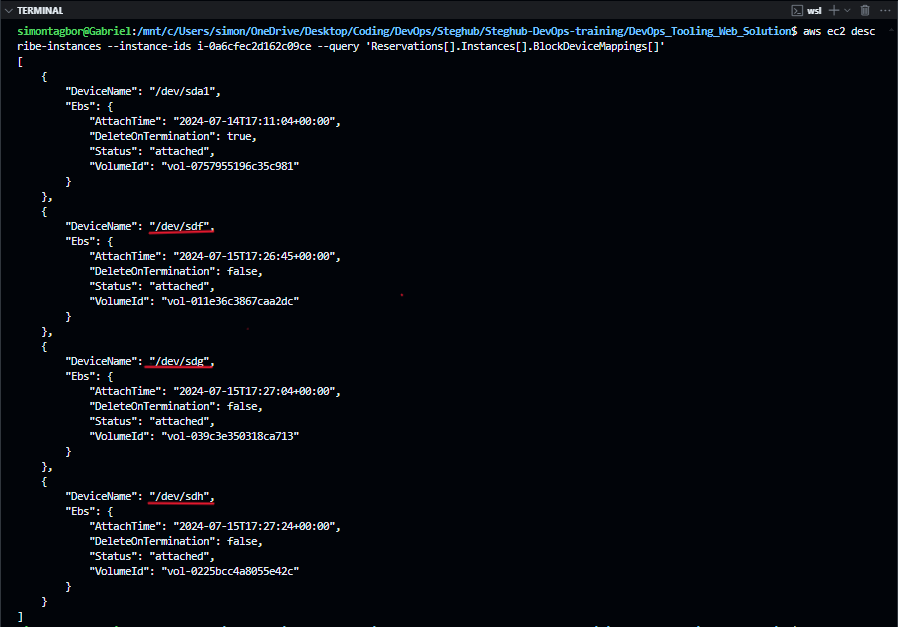 TERMINAL
wsl
simontagbor@Gabriel:/mnt/c/Users/simon/OneDrive/Desktop/Coding/DevOps/Steghub/Steghub-DevOps-training/DevOps_Tooling_Web_Solution$ aws ec2 desc
ribe-instances --instance-ids i-0a6cfec2d162c09ce --query 'Reservations[].Instances[].BlockDeviceMappings[]'
[
    {
        "DeviceName": "/dev/sda1",
        "Ebs": {
            "AttachTime": "2024-07-14T17:11:04+00:00",
            "DeleteOnTermination": true,
            "Status": "attached",
            "VolumeId": "vol-0757955196c35c981"
        }
    },
    {
        "DeviceName": "/dev/sdf",
        "Ebs": {
            "AttachTime": "2024-07-15T17:26:45+00:00",
            "DeleteOnTermination": false,
            "Status": "attached",
            "VolumeId": "vol-011e36c3867caa2dc"
        }
    },
    {
        "DeviceName": "/dev/sdg",
        "Ebs": {
            "AttachTime": "2024-07-15T17:27:04+00:00",
            "DeleteOnTermination": false,
            "Status": "attached",
            "VolumeId": "vol-039c3e350318ca713"
        }
    },
    {
        "DeviceName": "/dev/sdh",
        "Ebs": {
            "AttachTime": "2024-07-15T17:27:24+00:00",
            "DeleteOnTermination": false,
            "Status": "attached",
            "VolumeId": "vol-0225bcc4a8055e42c"
        }
    }
]